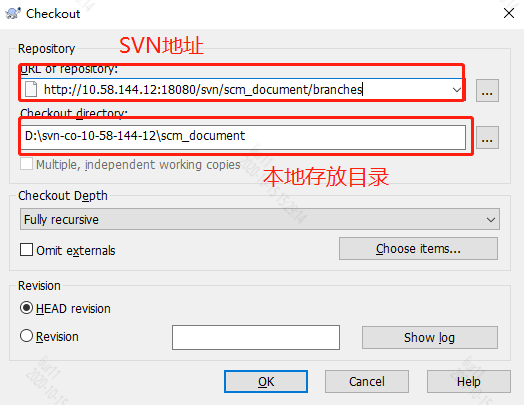 Checkout
SVN地址
Repository
URL of repository:
http://10.58.144.12:18080/svn/scm_document/branches
...
Checkout directory:
D:\svn-co-10-58-144-12\scm_document
...
Multiple, independent working copies
本地存放目录
Checkout Depth
Fully recursive
Omit externals
Choose items...
Revision
HEAD revision
Revision
Show log
OK
Cancel
Help